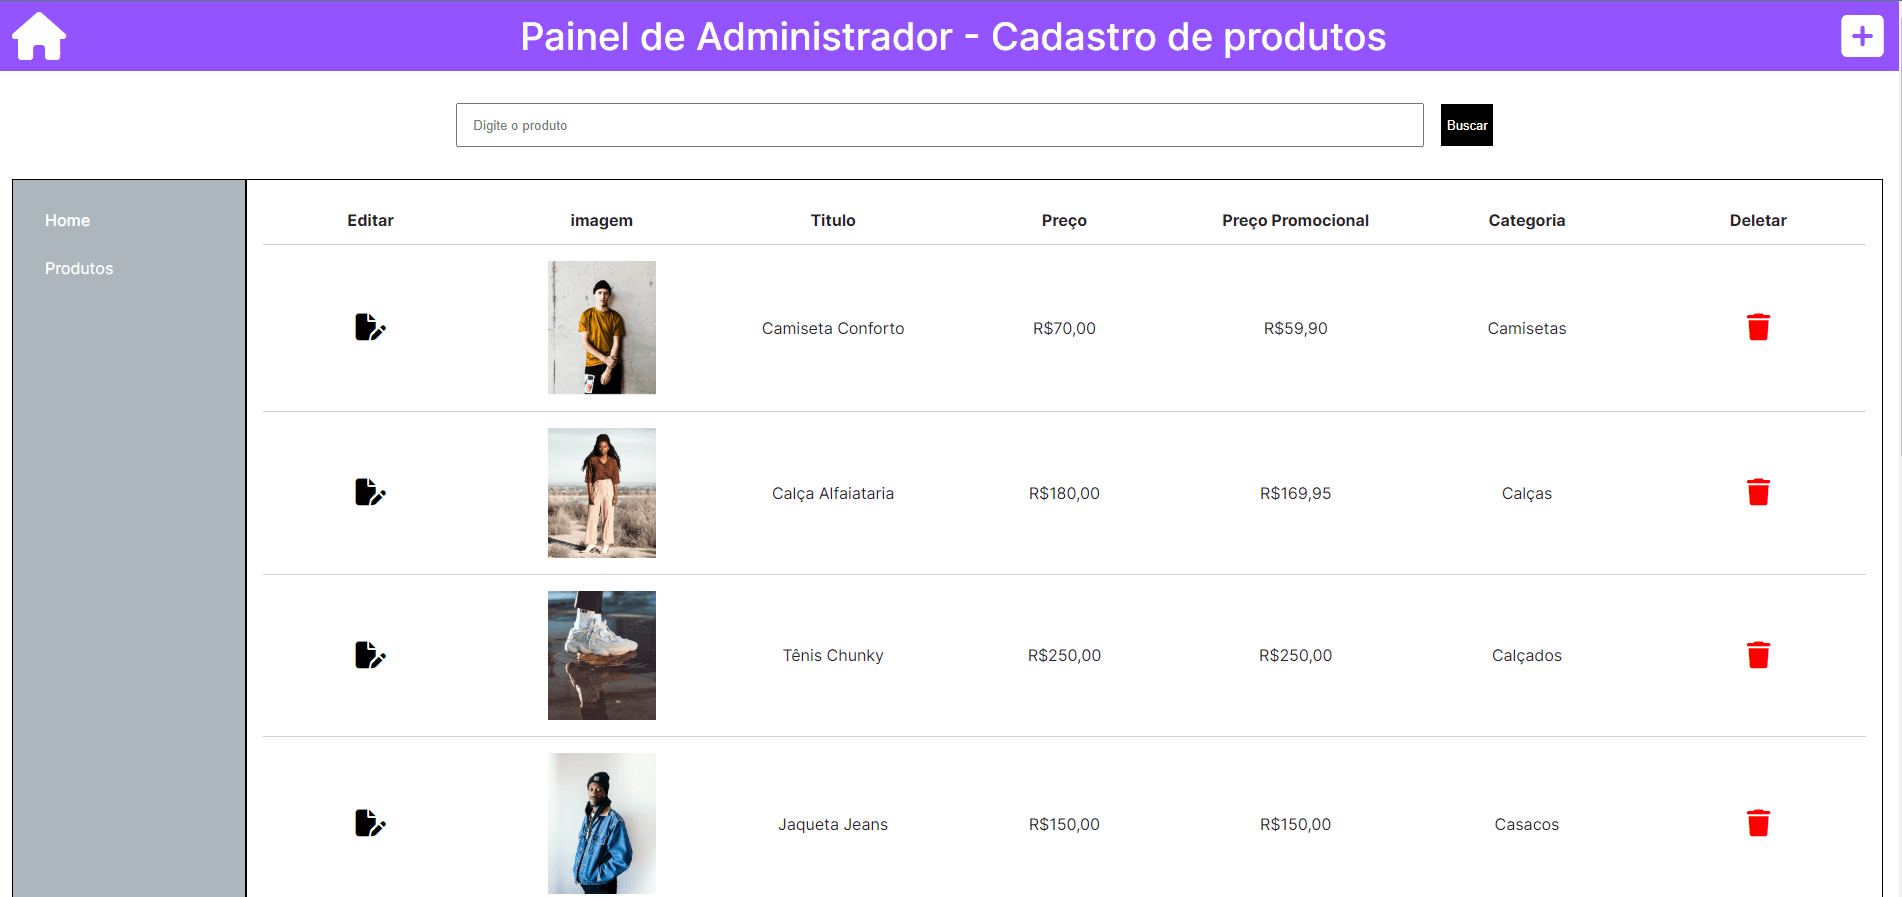 Painel de Administrador - Cadastro de produtos
Digite o produto
Buscar
Home
Produtos
Editar imagem Titulo Preço Preço Promocional Categoria Deletar
Camiseta Conforto R$70,00 R$59,90 Camisetas
Calça Alfaiataria R$180,00 R$169,95 Calças
Tênis Chunky R$250,00 R$250,00 Calçados
Jaqueta Jeans R$150,00 R$150,00 Casacos